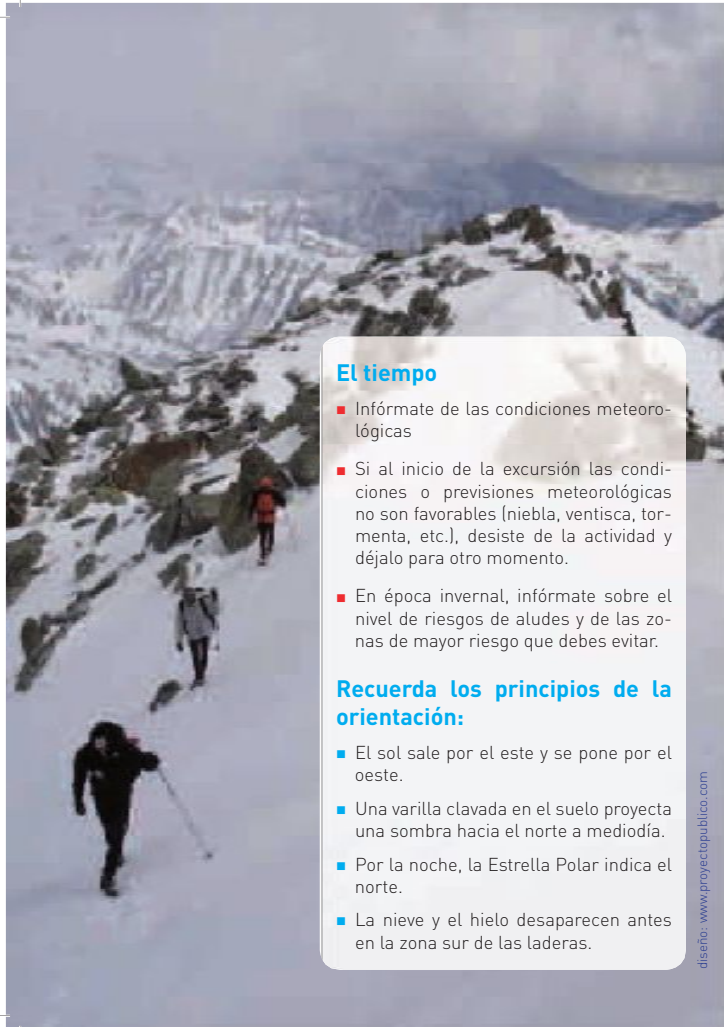 El tiempo
■ Infórmate de las condiciones meteoro-
lógicas
■ Si al inicio de la excursión las condi-
ciones o previsiones meteorológicas
no son favorables (niebla, ventisca, tor-
menta, etc.), desiste de la actividad y
déjalo para otro momento.
■ En época invernal, infórmate sobre el
nivel de riesgos de aludes y de las zo-
nas de mayor riesgo que debes evitar.
Recuerda los principios de la
orientación:
■ El sol sale por el este y se pone por el
oeste.
■ Una varilla clavada en el suelo proyecta
una sombra hacia el norte a mediodía.
■ Por la noche, la Estrella Polar indica el
norte.
■ La nieve y el hielo desaparecen antes
en la zona sur de las laderas.
diseño: www.proyectopublico.com